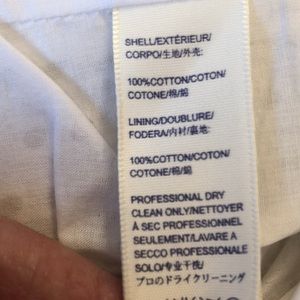 SHELL/EXTÉRIEUR/
CORPO/生地/外壳:
100%COTTON/COTON/
COTONE/棉/綿
LINING/DOUBLURE/
FODERA/内衬/裏地:
100%COTTON/COTON/
COTONE/棉/綿
PROFESSIONAL DRY
CLEAN ONLY/NETTOYER
À SEC PROFESSIONNEL
SEULEMENT/LAVARE A
SECCO PROFESSIONALE
SOLO/专业干洗/
プロのドライクリーニング